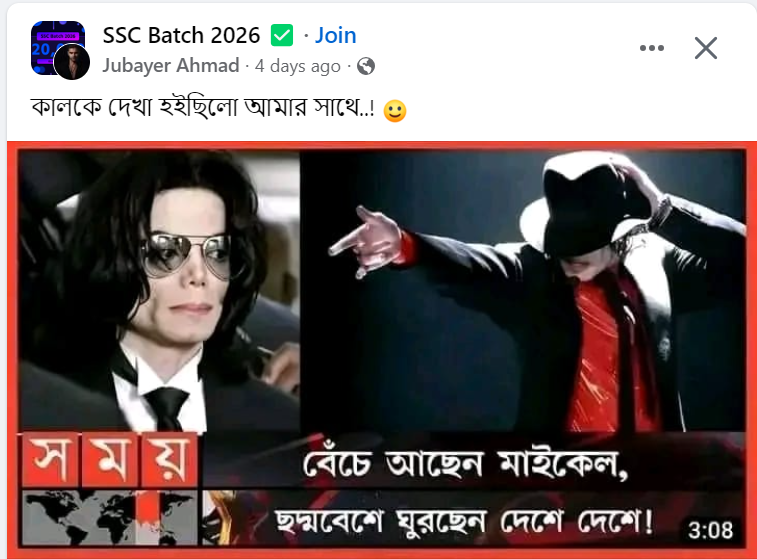 SSC Batch 2026 ✅ · Join
Jubayer Ahmad · 4 days ago ·
কালকে দেখা হইছিলো আমার সাথে..! 🙂
সময়
বেঁচে আছেন মাইকেল,
ছদ্মবেশে ঘুরছেন দেশে দেশে!
3:08